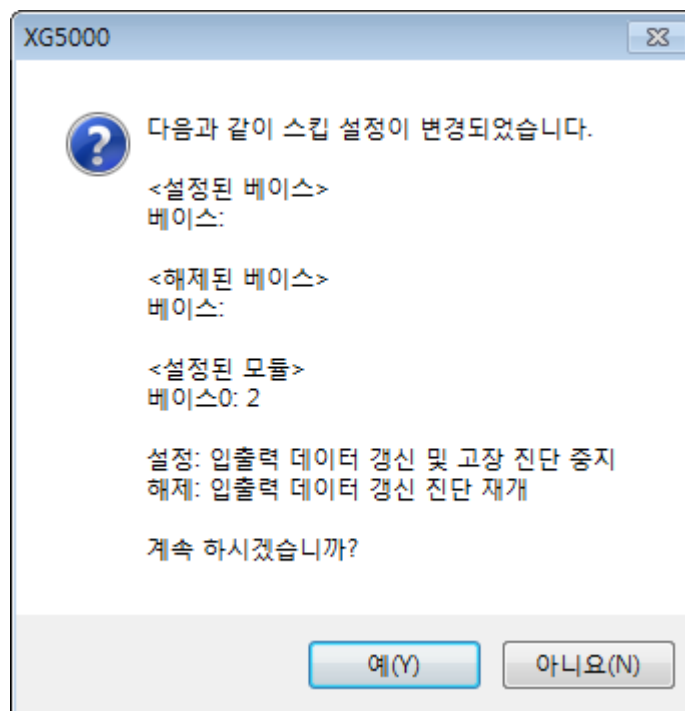 XG5000
다음과 같이 스킵 설정이 변경되었습니다.
<설정된 베이스>
베이스:
<해제된 베이스>
베이스:
<설정된 모듈>
베이스0: 2
설정: 입출력 데이터 갱신 및 고장 진단 중지
해제: 입출력 데이터 갱신 진단 재개
계속 하시겠습니까?
예(Y)
아니요(N)